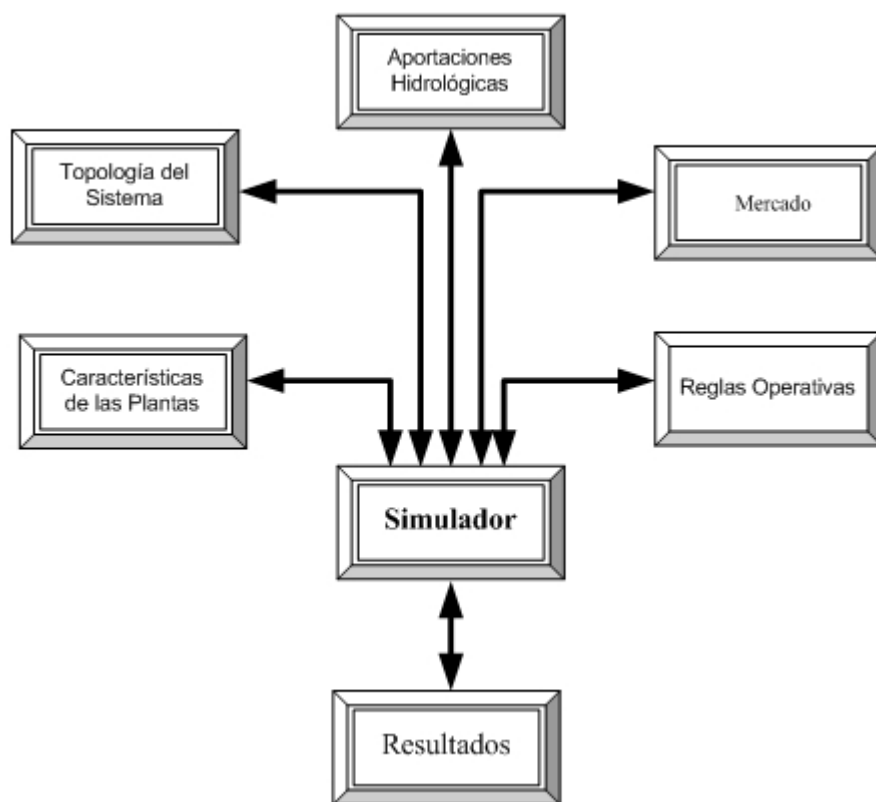 Aportaciones
Hidrológicas
Topología del
Sistema
Mercado
Características
de las Plantas
Reglas Operativas
Simulador
Resultados